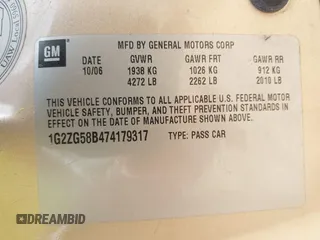 GM
MFD BY GENERAL MOTORS CORP
DATE GVWR GAWR FRT GAWR RR
10/06 1938 KG 1026 KG 912 KG
4272 LB 2262 LB 2010 LB
THIS VEHICLE CONFORMS TO ALL APPLICABLE U.S. FEDERAL MOTOR
VEHICLE SAFETY, BUMPER, AND THEFT PREVENTION STANDARDS IN
EFFECT ON THE DATE OF MANUFACTURE SHOWN ABOVE.
1G2ZG58B474179317 TYPE: PASS CAR
UAW
DREAMBID